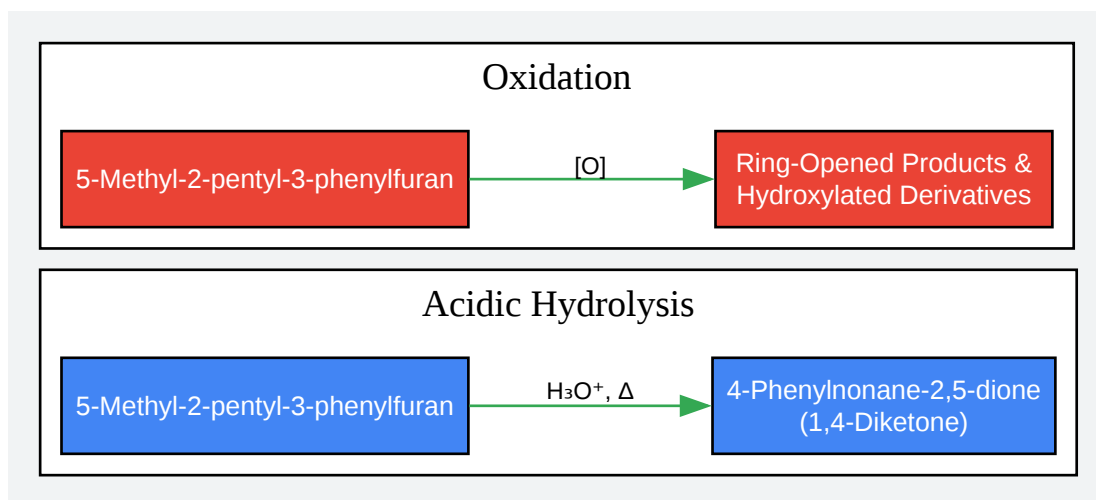 Oxidation
5-Methyl-2-pentyl-3-phenylfuran
[O]
Ring-Opened Products &
Hydroxylated Derivatives
Acidic Hydrolysis
5-Methyl-2-pentyl-3-phenylfuran
H₃O⁺, Δ
4-Phenylnonane-2,5-dione
(1,4-Diketone)